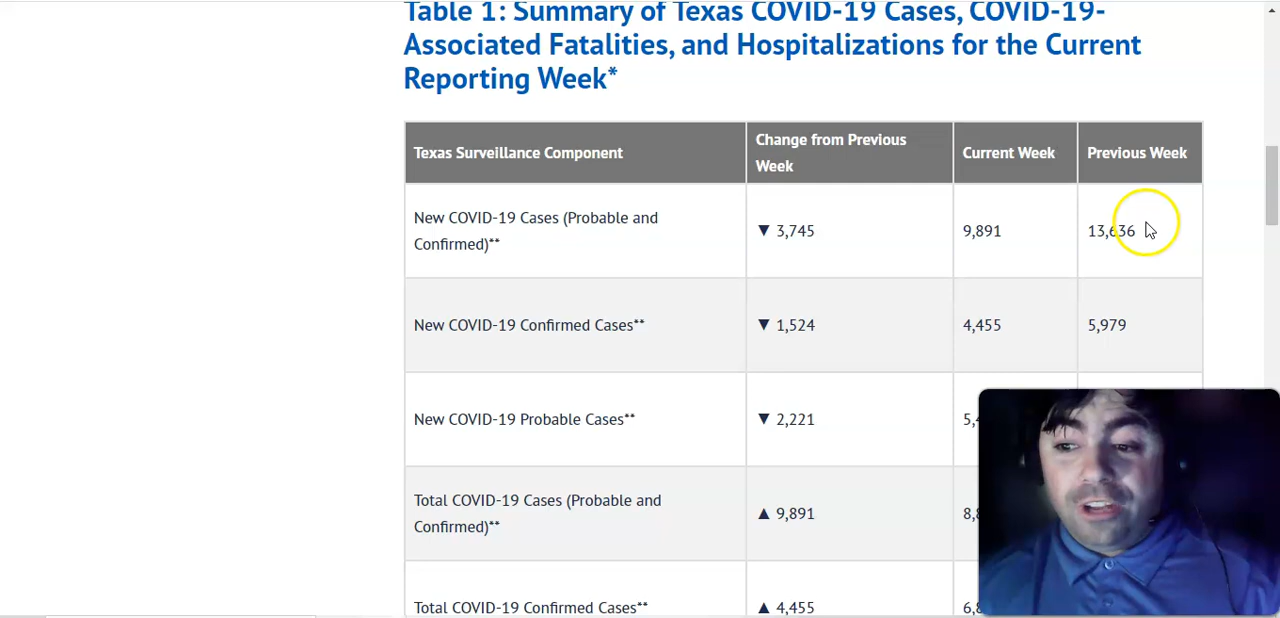 Table 1: Summary of Texas COVID-19 Cases, COVID-19-
Associated Fatalities, and Hospitalizations for the Current
Reporting Week*
Texas Surveillance Component
Change from Previous
Week
Current Week
Previous Week
New COVID-19 Cases (Probable and
Confirmed)**
▼ 3,745
9,891
13,636
New COVID-19 Confirmed Cases**
▼ 1,524
4,455
5,979
New COVID-19 Probable Cases**
▼ 2,221
Total COVID-19 Cases (Probable and
Confirmed)**
▲ 9,891
Total COVID-19 Confirmed Cases**
▲ 4,455